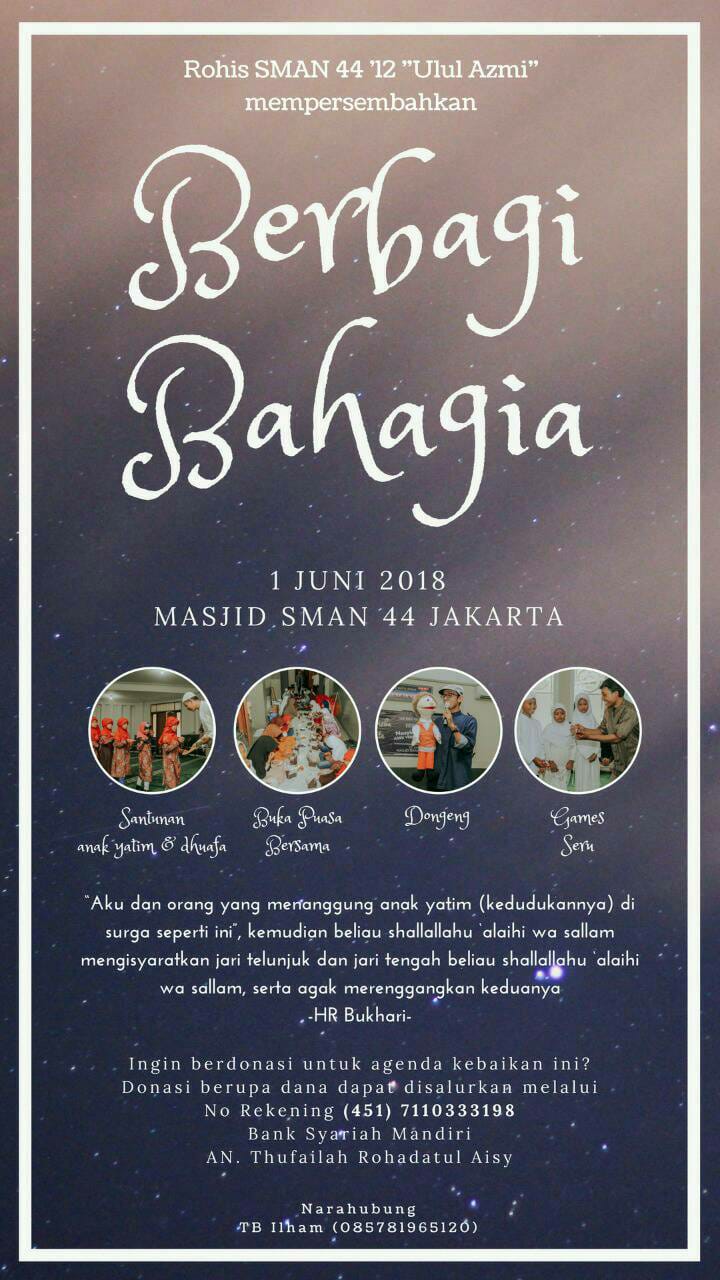 Rohis SMAN 44 '12 "Ulul Azmi"
mempersembahkan
Berbagi
Bahagia
1 JUNI 2018
MASJID SMAN 44 JAKARTA
Santunan
anak yatim & dhuafa
Buka Puasa
Bersama
Dongeng
Games
Seru
“Aku dan orang yang menanggung anak yatim (kedudukannya) di
surga seperti ini”, kemudian beliau shallallahu ‘alaihi wa sallam
mengisyaratkan jari telunjuk dan jari tengah beliau shallallahu ‘alaihi
wa sallam, serta agak merenggangkan keduanya
-HR Bukhari-
Ingin berdonasi untuk agenda kebaikan ini?
Donasi berupa dana dapat disalurkan melalui
No Rekening (451) 7110333198
Bank Syariah Mandiri
AN. Thufailah Rohadatul Aisy
Narahubung
TB Ilham (085781965120)